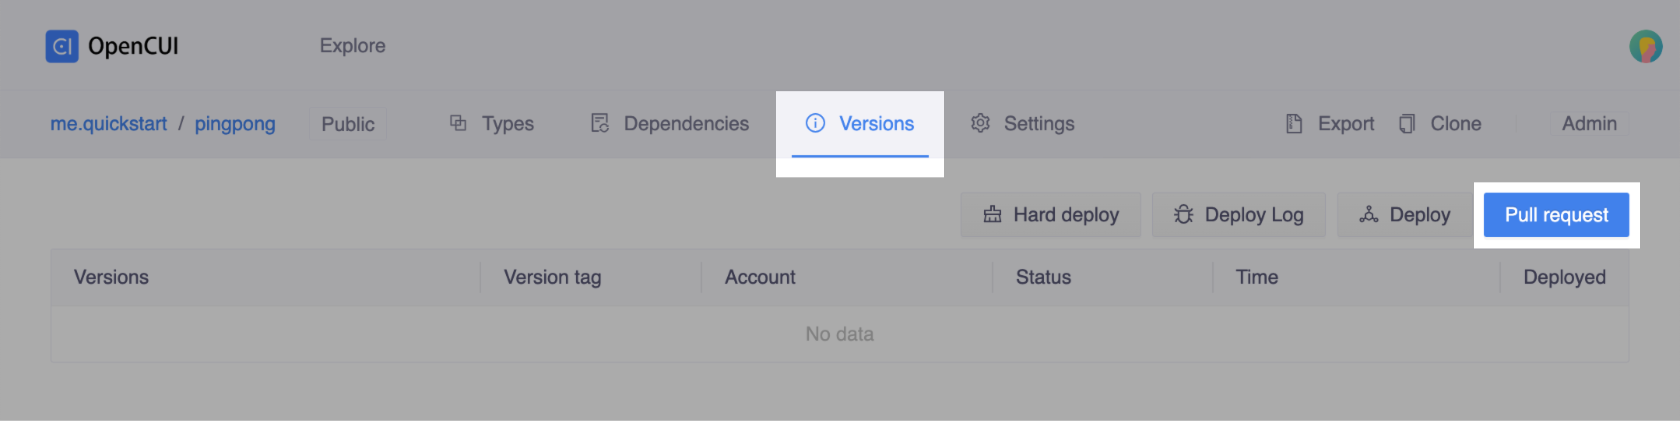 CI OpenCUI Explore
me.quickstart / pingpong Public Types Dependencies Versions Settings Export Clone Admin
Hard deploy Deploy Log Deploy Pull request
Versions Version tag Account Status Time Deployed
No data